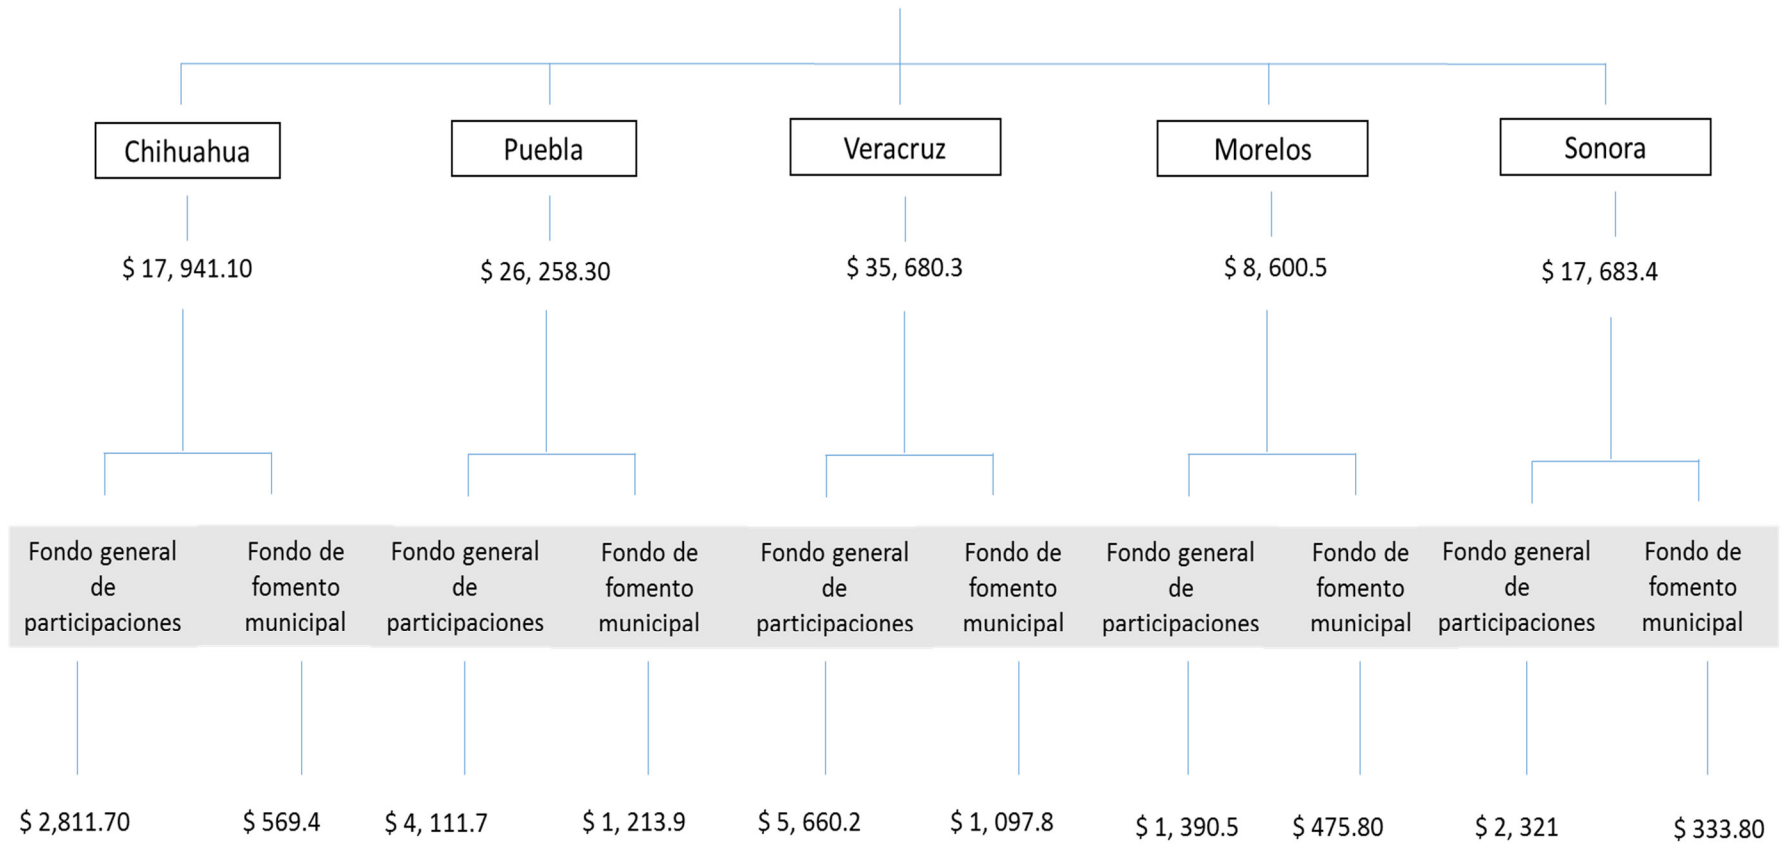 Chihuahua
Puebla
Veracruz
Morelos
Sonora
$ 17, 941.10
$ 26, 258.30
$ 35, 680.3
$ 8, 600.5
$ 17, 683.4
Fondo general
de
participaciones
Fondo de
fomento
municipal
Fondo general
de
participaciones
Fondo de
fomento
municipal
Fondo general
de
participaciones
Fondo de
fomento
municipal
Fondo general
de
participaciones
Fondo de
fomento
municipal
Fondo general
de
participaciones
Fondo de
fomento
municipal
$ 2,811.70
$ 569.4
$ 4, 111.7
$ 1, 213.9
$ 5, 660.2
$ 1, 097.8
$ 1, 390.5
$ 475.80
$ 2, 321
$ 333.80